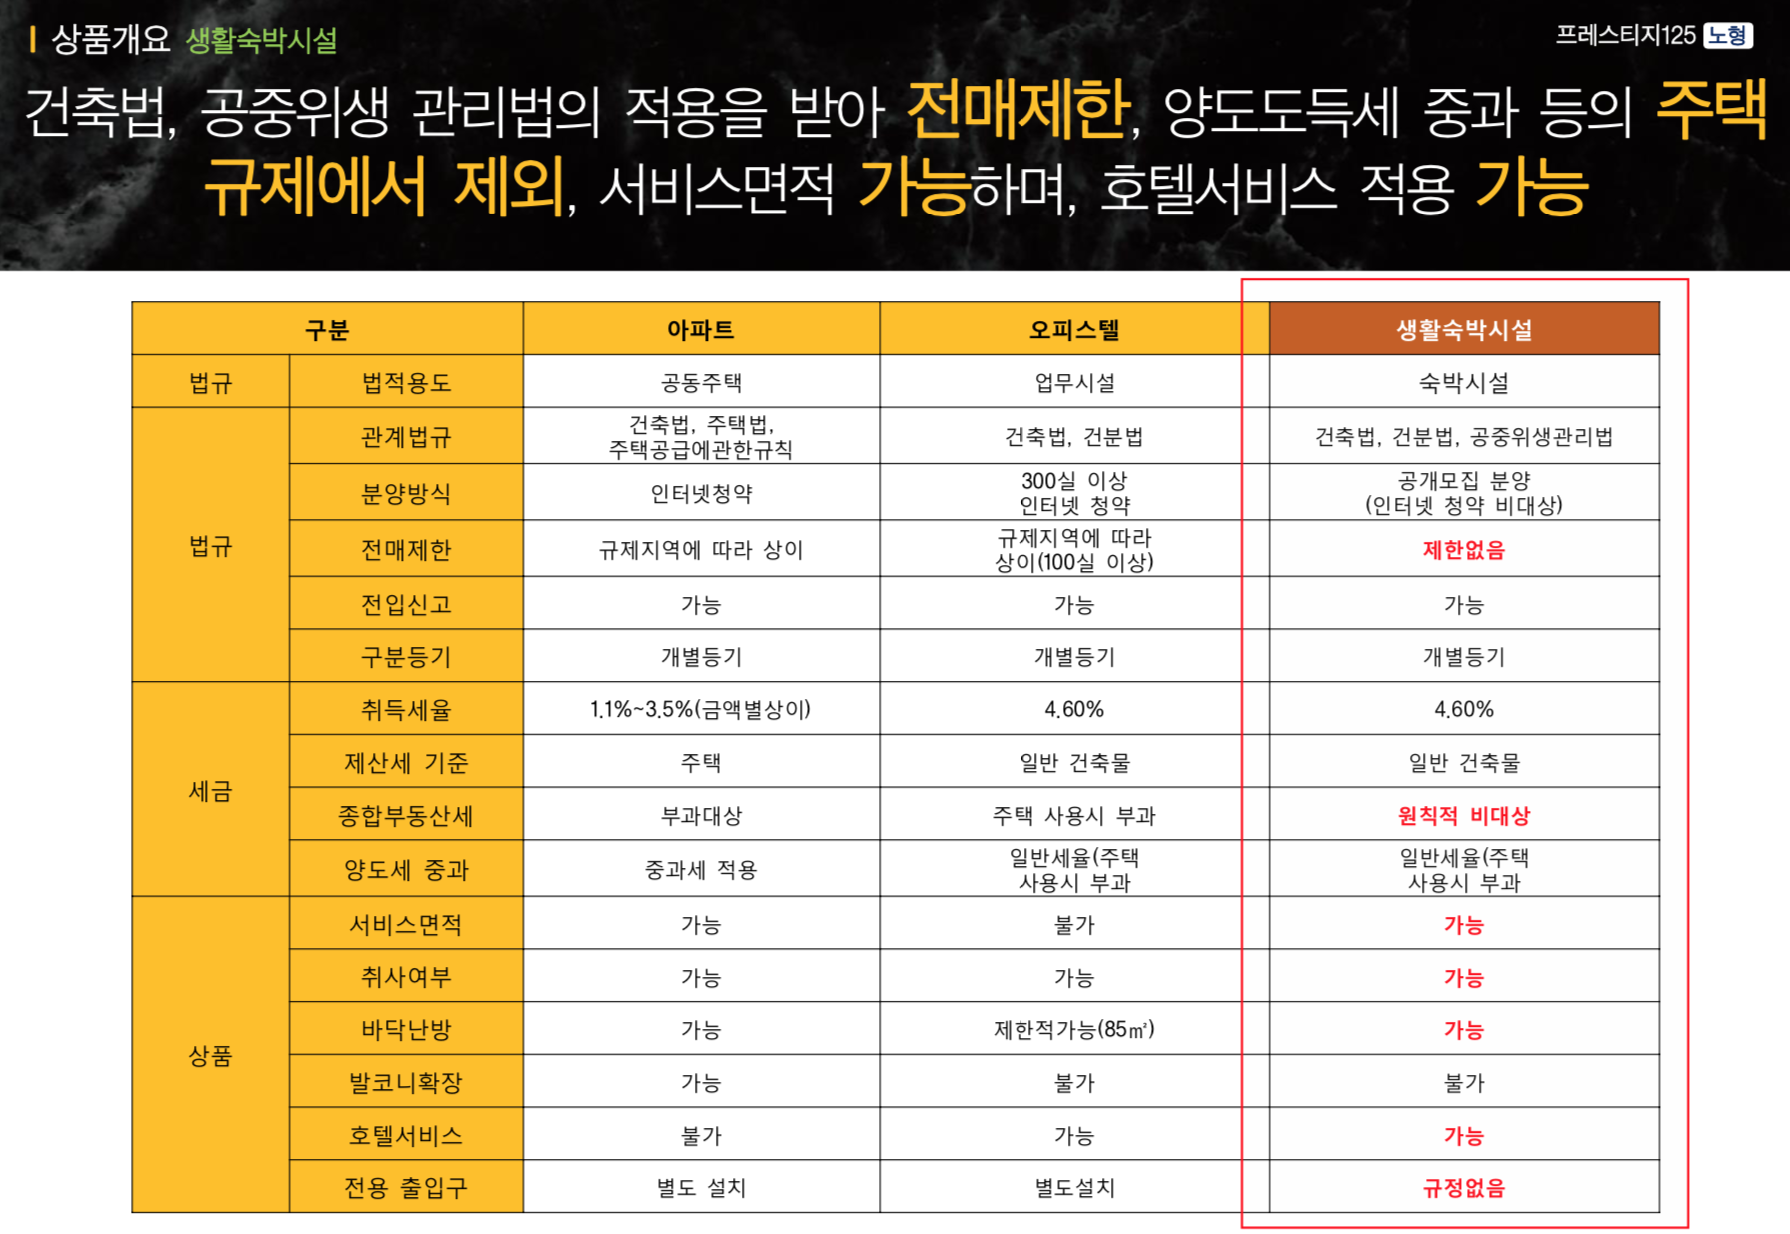 상품개요 생활숙박시설
프레스티지125 노형
건축법, 공중위생 관리법의 적용을 받아 전매제한, 양도도득세 중과 등의 주택
규제에서 제외, 서비스면적 가능하며, 호텔서비스 적용 가능
구분 아파트 오피스텔 생활숙박시설
법규 법적용도 공동주택 업무시설 숙박시설
법규
관계법규
건축법, 주택법,
주택공급에관한규칙
건축법, 건분법
건축법, 건분법, 공중위생관리법
분양방식
인터넷청약
300실 이상
인터넷 청약
공개모집 분양
(인터넷 청약 비대상)
전매제한
규제지역에 따라 상이
규제지역에 따라
상이(100실 이상)
제한없음
전입신고 가능 가능 가능
구분등기 개별등기 개별등기 개별등기
세금
취득세율 1.1%~3.5%(금액별상이) 4.60% 4.60%
제산세 기준 주택 일반 건축물 일반 건축물
종합부동산세 부과대상 주택 사용시 부과 원칙적 비대상
양도세 중과
중과세 적용
일반세율(주택
사용시 부과
일반세율(주택
사용시 부과
상품
서비스면적 가능 불가 가능
취사여부 가능 가능 가능
바닥난방 가능 제한적가능(85㎡) 가능
발코니확장 가능 불가 불가
호텔서비스 불가 가능 가능
전용 출입구 별도 설치 별도설치 규정없음